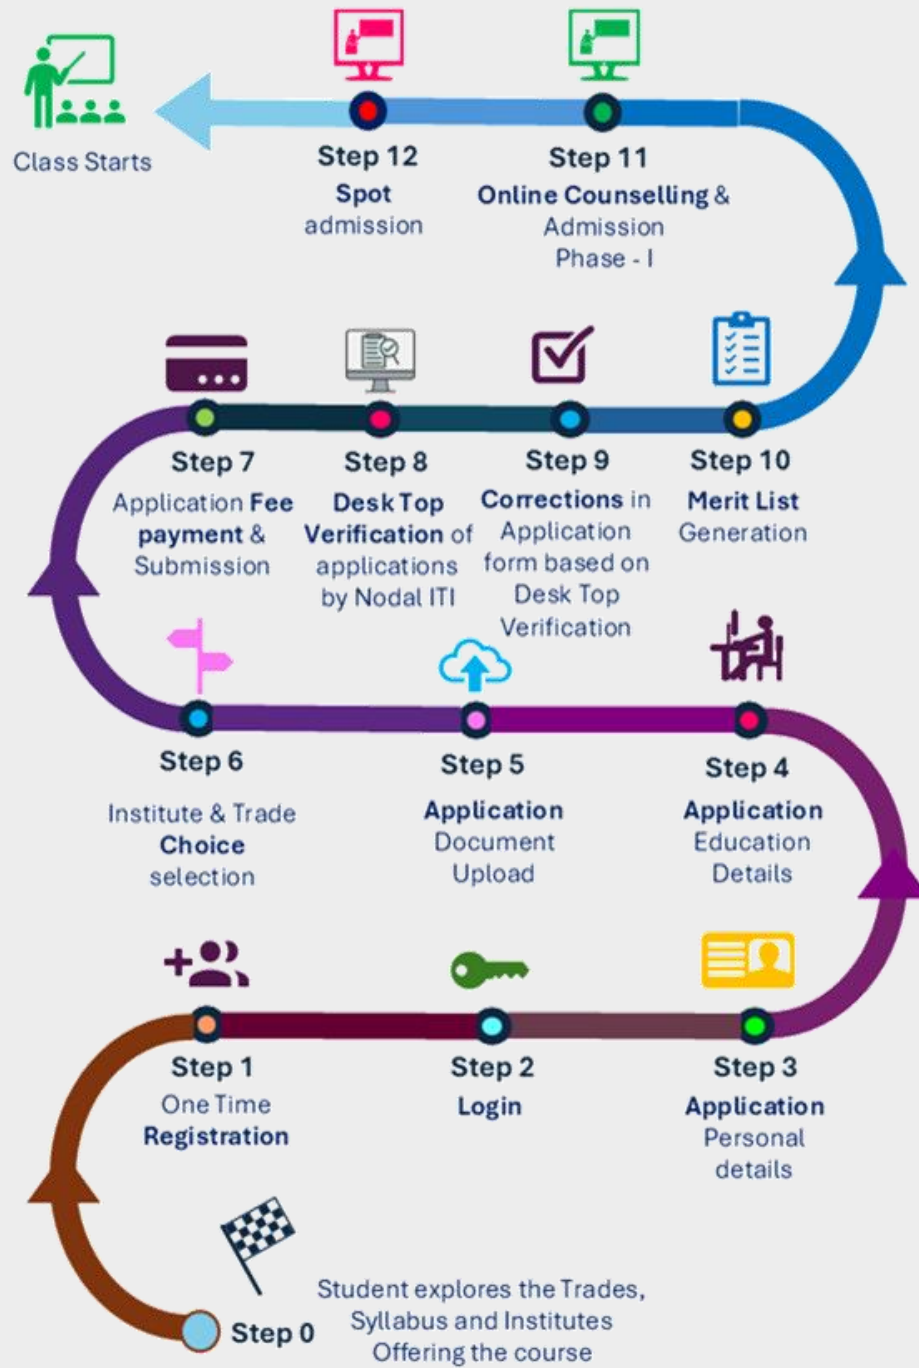 Class Starts
Step 12
Spot
admission
Step 11
Online Counselling &
Admission
Phase - I
Step 7
Application Fee
payment &
Submission
Step 8
Desk Top
Verification of
applications
by Nodal ITI
Step 9
Corrections in
Application
form based on
Desk Top
Verification
Step 10
Merit List
Generation
Step 6
Institute & Trade
Choice
selection
Step 5
Application
Document
Upload
Step 4
Application
Education
Details
Step 1
One Time
Registration
Step 2
Login
Step 3
Application
Personal
details
Step 0
Student explores the Trades,
Syllabus and Institutes
Offering the course